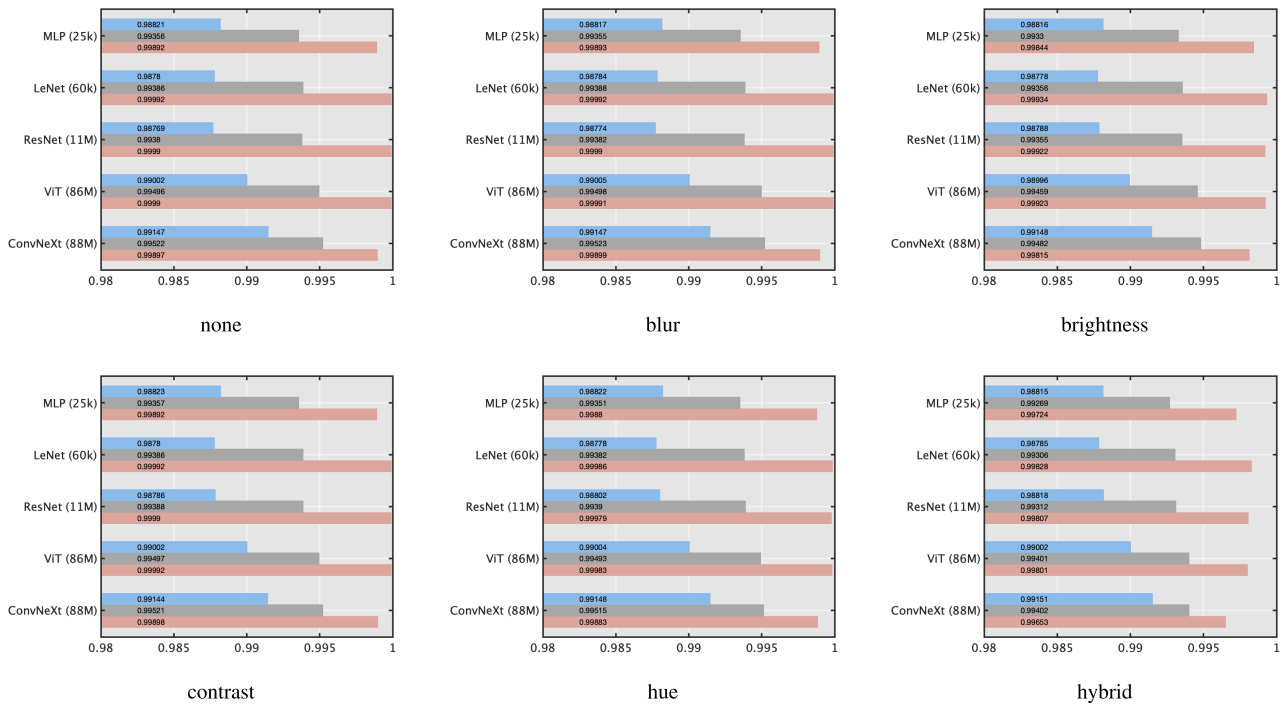 MLP (25k)
0.98821
0.99356
0.99892
LeNet (60k)
0.9878
0.99386
0.99992
ResNet (11M)
0.98769
0.9938
0.9999
ViT (86M)
0.99002
0.99496
0.9999
ConvNeXt (88M)
0.99147
0.99522
0.99897
0.98 0.985 0.99 0.995 1
none
MLP (25k)
0.98817
0.99355
0.99893
LeNet (60k)
0.98784
0.99388
0.99992
ResNet (11M)
0.98774
0.99382
0.9999
ViT (86M)
0.99005
0.99498
0.99991
ConvNeXt (88M)
0.99147
0.99523
0.99899
0.98 0.985 0.99 0.995 1
blur
MLP (25k)
0.98816
0.9933
0.99844
LeNet (60k)
0.98778
0.99356
0.99934
ResNet (11M)
0.98788
0.99355
0.99922
ViT (86M)
0.98996
0.99459
0.99923
ConvNeXt (88M)
0.99148
0.99482
0.99815
0.98 0.985 0.99 0.995 1
brightness
MLP (25k)
0.98823
0.99357
0.99892
LeNet (60k)
0.9878
0.99386
0.99992
ResNet (11M)
0.98786
0.99388
0.9999
ViT (86M)
0.99002
0.99497
0.99992
ConvNeXt (88M)
0.99144
0.99521
0.99898
0.98 0.985 0.99 0.995 1
contrast
MLP (25k)
0.98822
0.99351
0.9988
LeNet (60k)
0.98778
0.99382
0.99986
ResNet (11M)
0.98802
0.9939
0.99979
ViT (86M)
0.99004
0.99493
0.99983
ConvNeXt (88M)
0.99148
0.99515
0.99883
0.98 0.985 0.99 0.995 1
hue
MLP (25k)
0.98815
0.99269
0.99724
LeNet (60k)
0.98785
0.99306
0.99828
ResNet (11M)
0.98818
0.99312
0.99807
ViT (86M)
0.99002
0.99401
0.99801
ConvNeXt (88M)
0.99151
0.99402
0.99653
0.98 0.985 0.99 0.995 1
hybrid